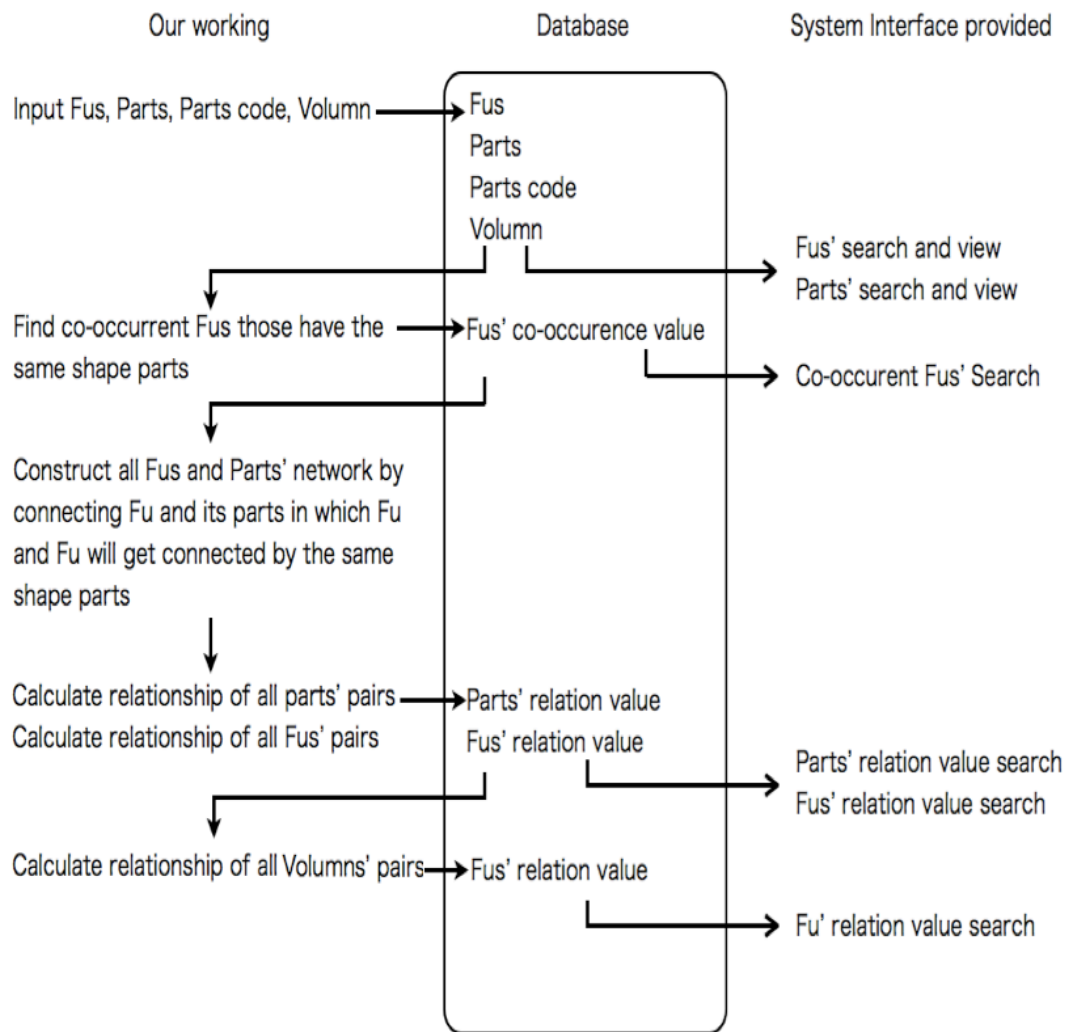 Our working
Database
System Interface provided
Input Fus, Parts, Parts code, Volumn
Fus
Parts
Parts code
Volumn
Fus' search and view
Parts' search and view
Find co-occurrent Fus those have the
same shape parts
Fus' co-occurence value
Co-occurent Fus' Search
Construct all Fus and Parts' network by
connecting Fu and its parts in which Fu
and Fu will get connected by the same
shape parts
Calculate relationship of all parts' pairs
Calculate relationship of all Fus' pairs
Parts' relation value
Fus' relation value
Parts' relation value search
Fus' relation value search
Calculate relationship of all Volumns' pairs
Fus' relation value
Fu' relation value search